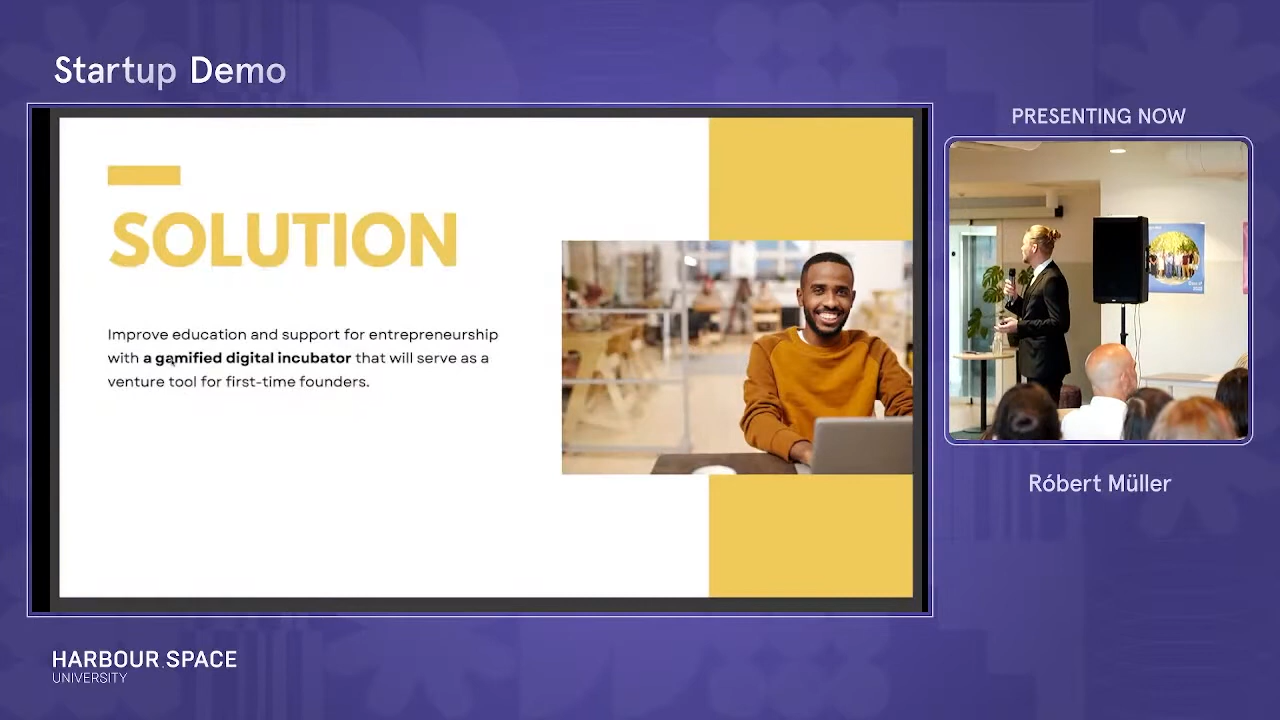 Startup Demo
PRESENTING NOW
SOLUTION
Improve education and support for entrepreneurship
with a gamified digital incubator that will serve as a
venture tool for first-time founders.
Róbert Müller
HARBOUR.SPACE
UNIVERSITY